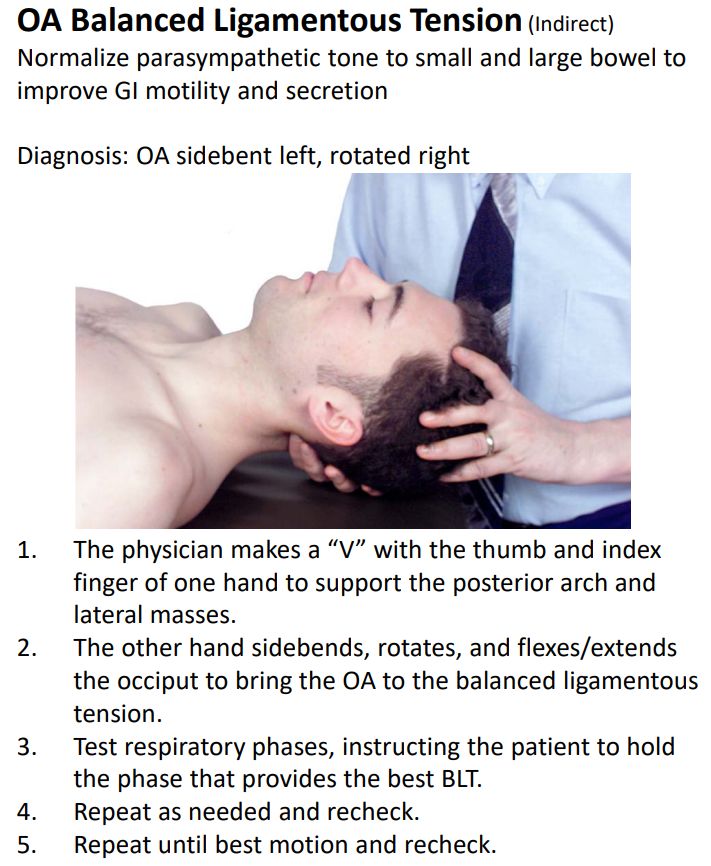 OA Balanced Ligamentous Tension (Indirect)
Normalize parasympathetic tone to small and large bowel to
improve GI motility and secretion
Diagnosis: OA sidebent left, rotated right
1. The physician makes a “V” with the thumb and index
finger of one hand to support the posterior arch and
lateral masses.
2. The other hand sidebends, rotates, and flexes/extends
the occiput to bring the OA to the balanced ligamentous
tension.
3. Test respiratory phases, instructing the patient to hold
the phase that provides the best BLT.
4. Repeat as needed and recheck.
5. Repeat until best motion and recheck.